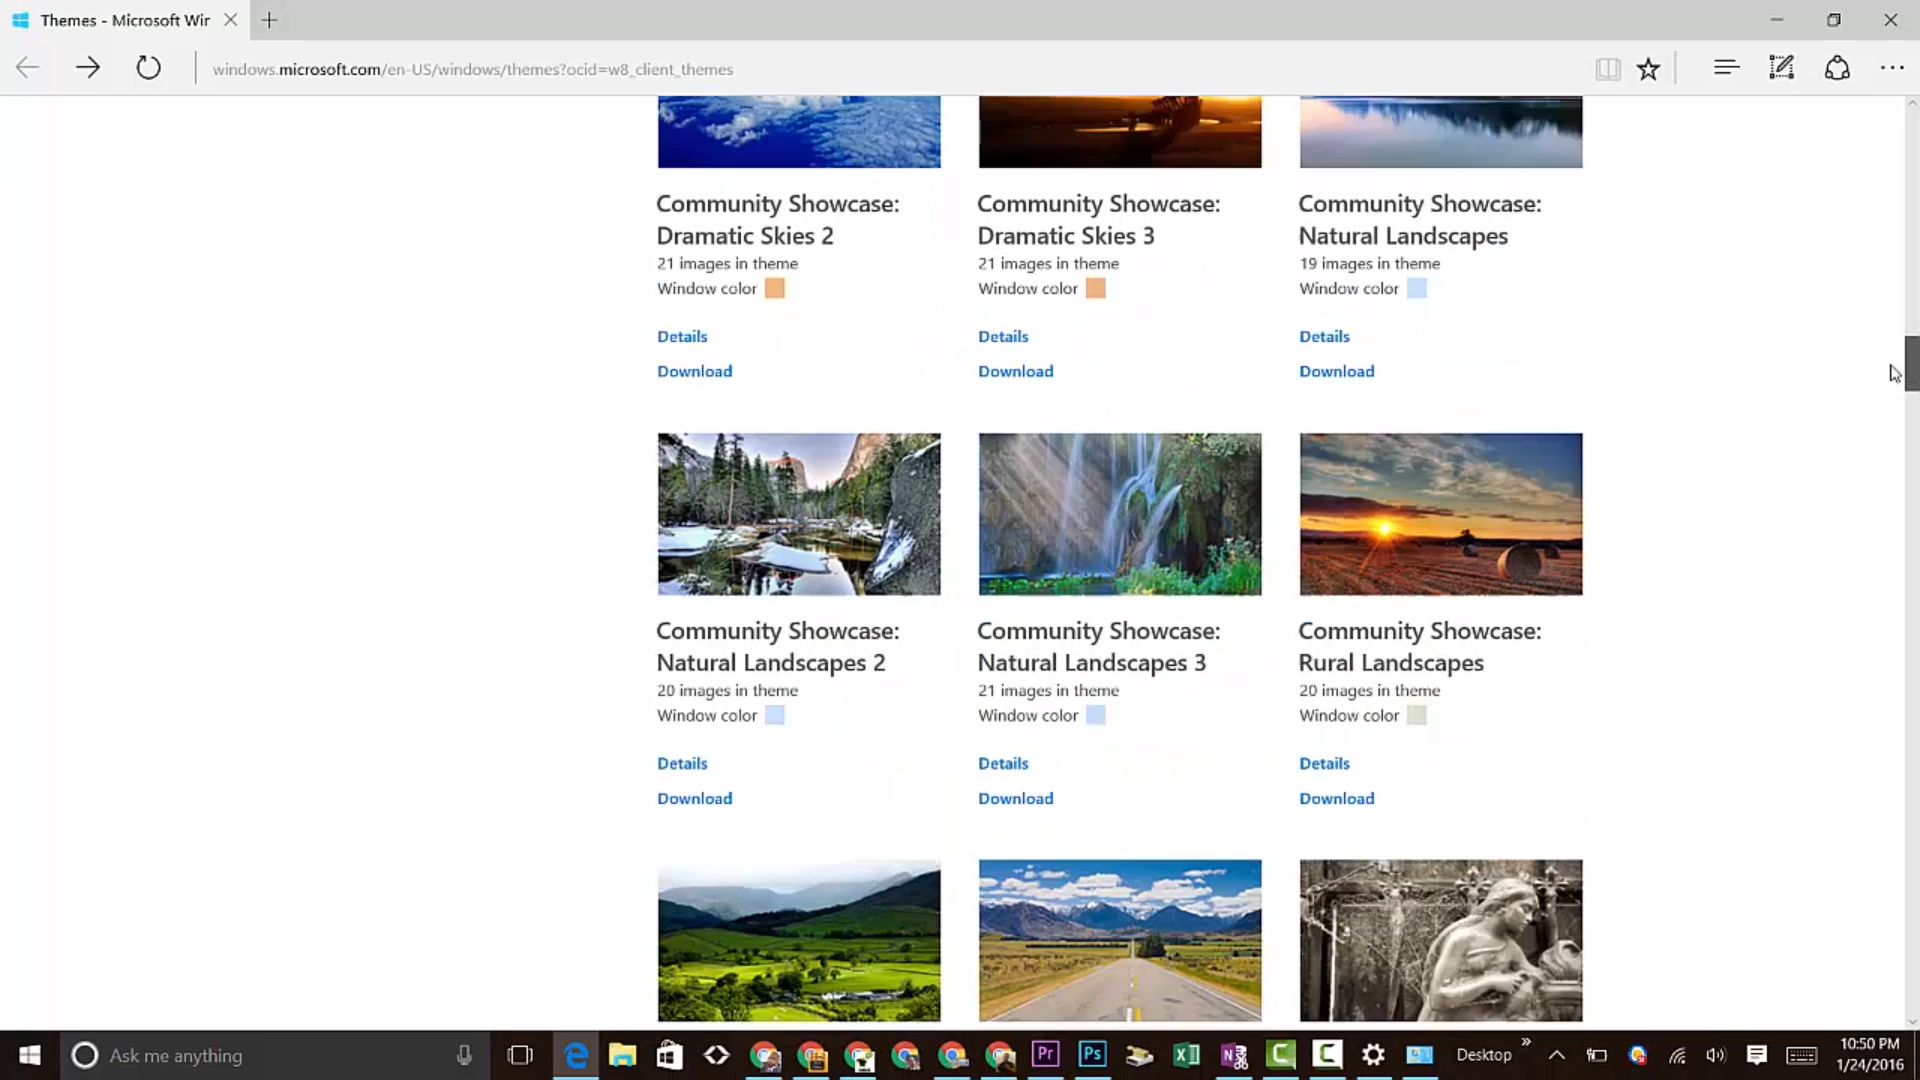 Themes - Microsoft Wir
windows.microsoft.com/en-US/windows/themes?ocid=w8_client_themes
Community Showcase: Dramatic Skies 2
21 images in theme
Window color
Details
Download
Community Showcase: Dramatic Skies 3
21 images in theme
Window color
Details
Download
Community Showcase: Natural Landscapes
19 images in theme
Window color
Details
Download
Community Showcase: Natural Landscapes 2
20 images in theme
Window color
Details
Download
Community Showcase: Natural Landscapes 3
21 images in theme
Window color
Details
Download
Community Showcase: Rural Landscapes
20 images in theme
Window color
Details
Download
Ask me anything
Pr
Ps
Desktop
10:50 PM
1/24/2016